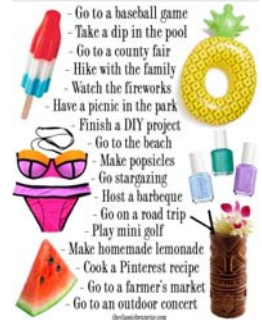 - Go to a baseball game
- Take a dip in the pool
- Go to a county fair
- Hike with the family
- Watch the fireworks
- Have a picnic in the park
- Finish a DIY project
- Go to the beach
- Make popsicles
- Go stargazing
- Host a barbeque
- Go on a road trip
- Play mini golf
- Make homemade lemonade
- Cook a Pinterest recipe
- Go to a farmer's market
- Go to an outdoor concert